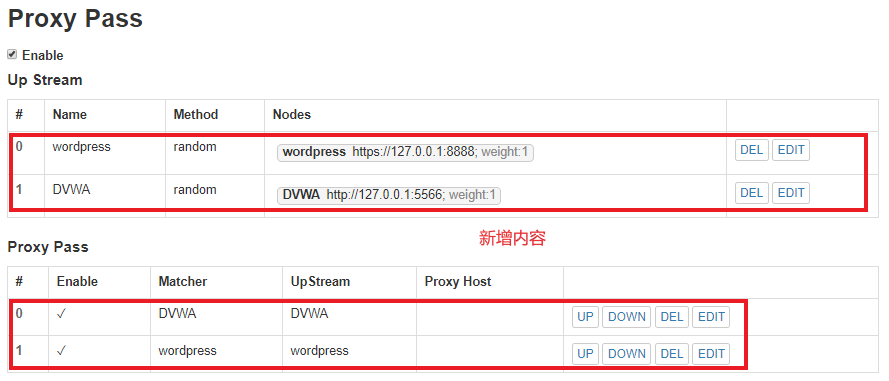 Proxy Pass
Enable
Up Stream
# Name Method Nodes
0 wordpress random wordpress https://127.0.0.1:8888; weight:1 DEL EDIT
1 DVWA random DVWA http://127.0.0.1:5566; weight:1 DEL EDIT
新增内容
Proxy Pass
# Enable Matcher UpStream Proxy Host
0 ✓ DVWA DVWA UP DOWN DEL EDIT
1 ✓ wordpress wordpress UP DOWN DEL EDIT